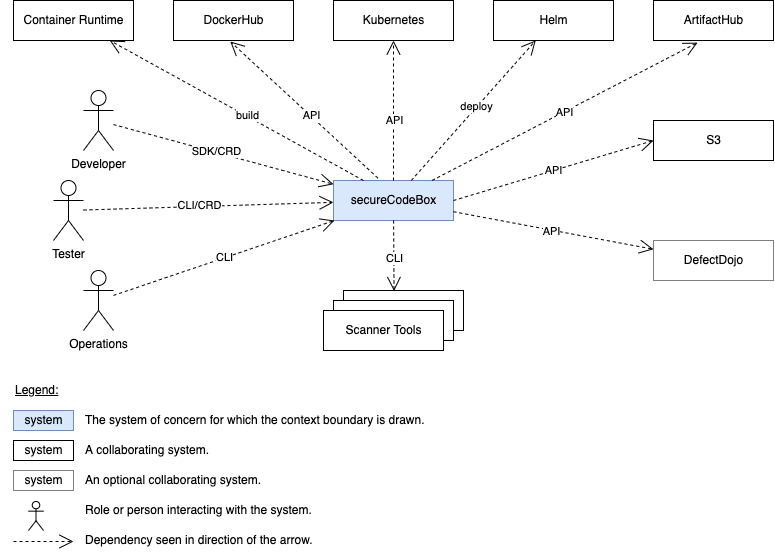 Container Runtime
DockerHub
Kubernetes
Helm
ArtifactHub
build
API
API
deploy
API
Developer
SDK/CRD
S3
API
Tester
CLI/CRD
secureCodeBox
API
DefectDojo
Operations
CLI
CLI
Scanner Tools
Legend:
system The system of concern for which the context boundary is drawn.
system A collaborating system.
system An optional collaborating system.
Role or person interacting with the system.
Dependency seen in direction of the arrow.